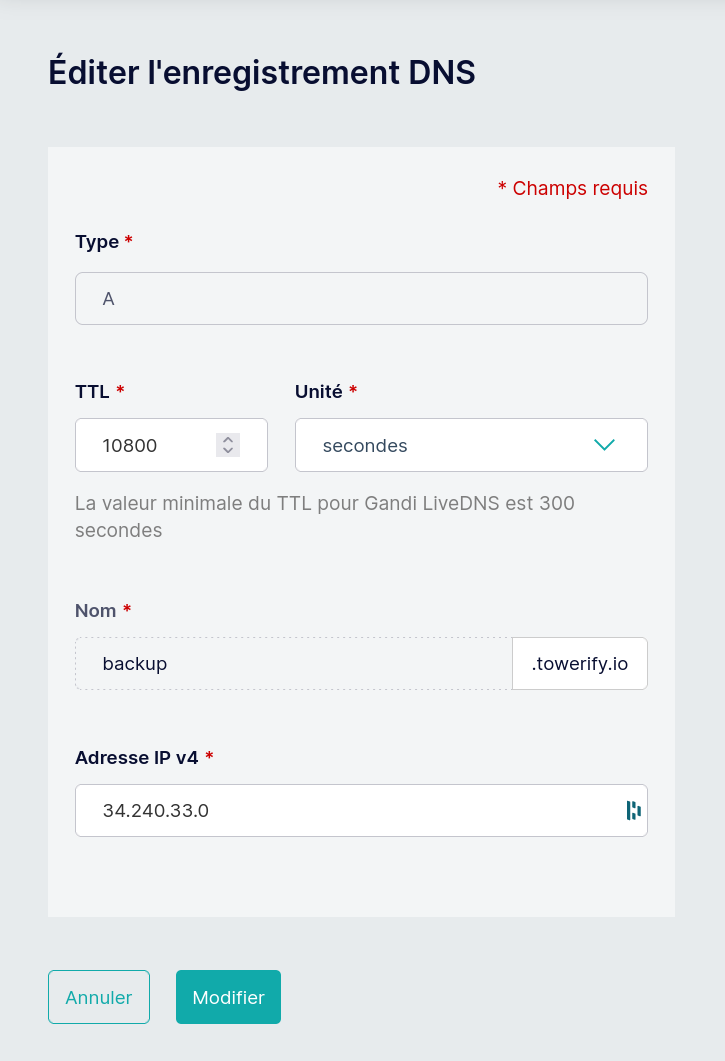 Éditer l'enregistrement DNS
* Champs requis
Type *
A
TTL *
Unité *
10800
secondes
La valeur minimale du TTL pour Gandi LiveDNS est 300
secondes
Nom *
backup
.towerify.io
Adresse IP v4 *
34.240.33.0
Annuler
Modifier